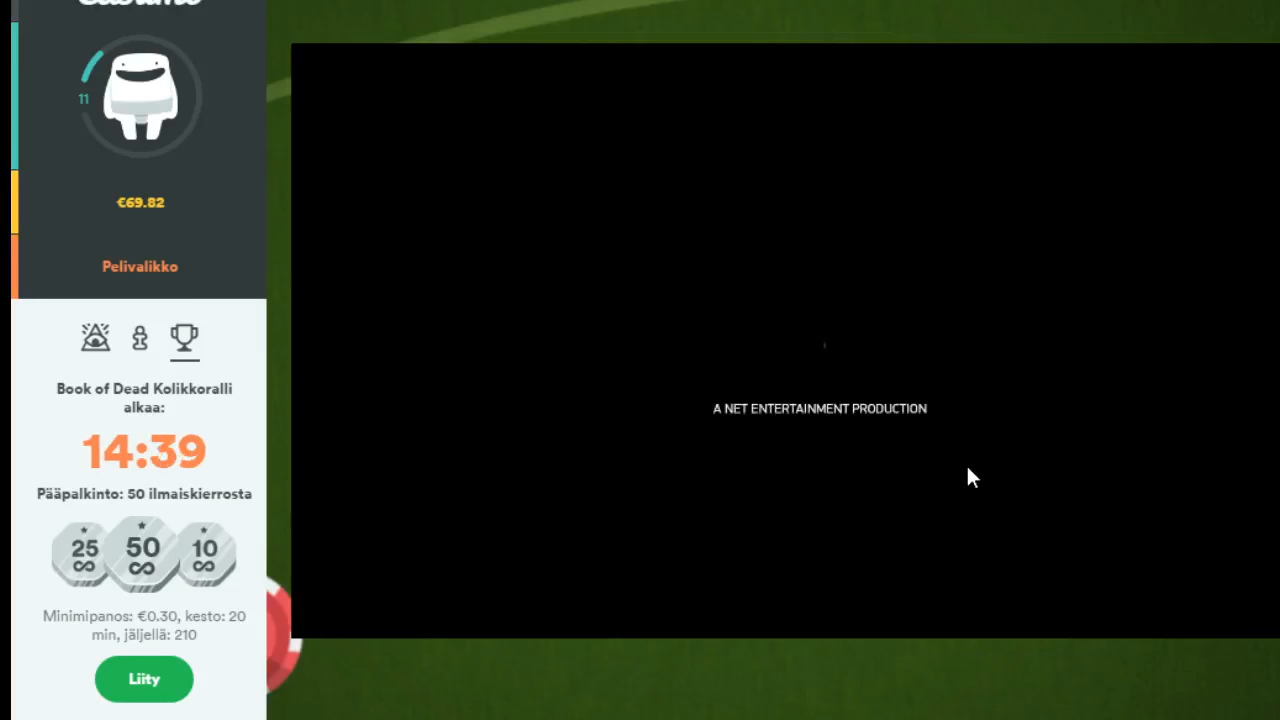 Casumo
11
€69.82
Pelivalikko
Book of Dead Kolikkoralli
alkaa:
14:39
Pääpalkinto: 50 ilmaiskierrosta
25 50 10
Minimipanos: €0.30, kesto: 20
min, jäljellä: 210
Liity
A NET ENTERTAINMENT PRODUCTION